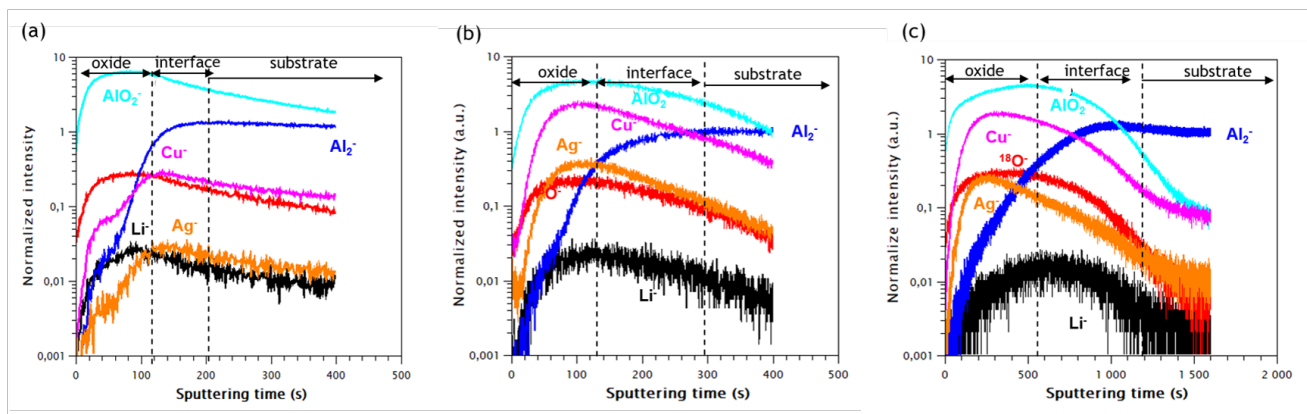 (a)
10
oxide interface substrate
AlO₂⁻
1
Al₂⁻
Cu⁻
0,1
Li⁻ Ag⁻
0,01
0,001
0 100 200 300 400 500
Normalized intensity
Sputtering time (s)
(b)
10
oxide interface substrate
AlO₂⁻
Cu⁻
1
Al₂⁻
Ag⁻
0,1
O⁻
0,01
Li⁻
0,001
0 100 200 300 400 500
Normalized intensity (a.u.)
Sputtering time (s)
(c)
10
oxide interface substrate
AlO₂⁻
Cu⁻
1
Al₂⁻
¹⁸O⁻
Ag⁻
0,1
0,01
Li⁻
0,001
0 500 1 000 1 500 2 000
Normalize intensity (a.u.)
Sputtering time (s)